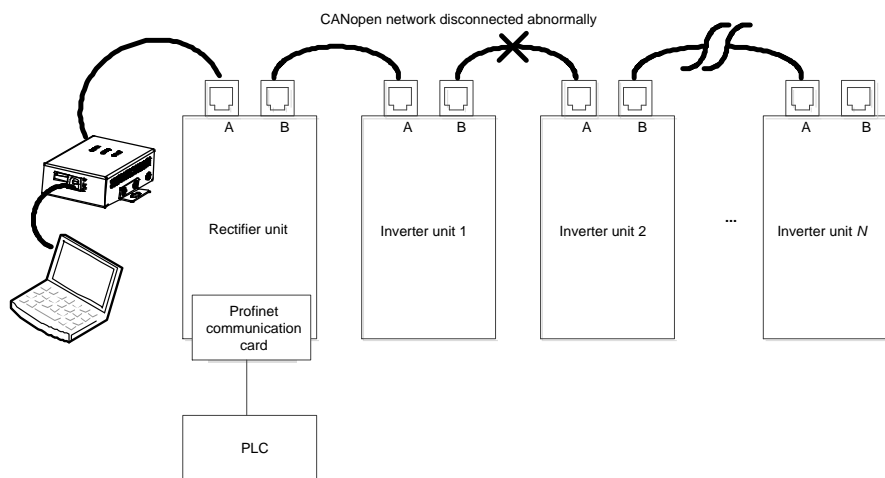 CANopen network disconnected abnormally
A
B
A
B
A
B
A
B
Rectifier unit
Inverter unit 1
Inverter unit 2
...
Inverter unit N
Profinet
communication
card
PLC